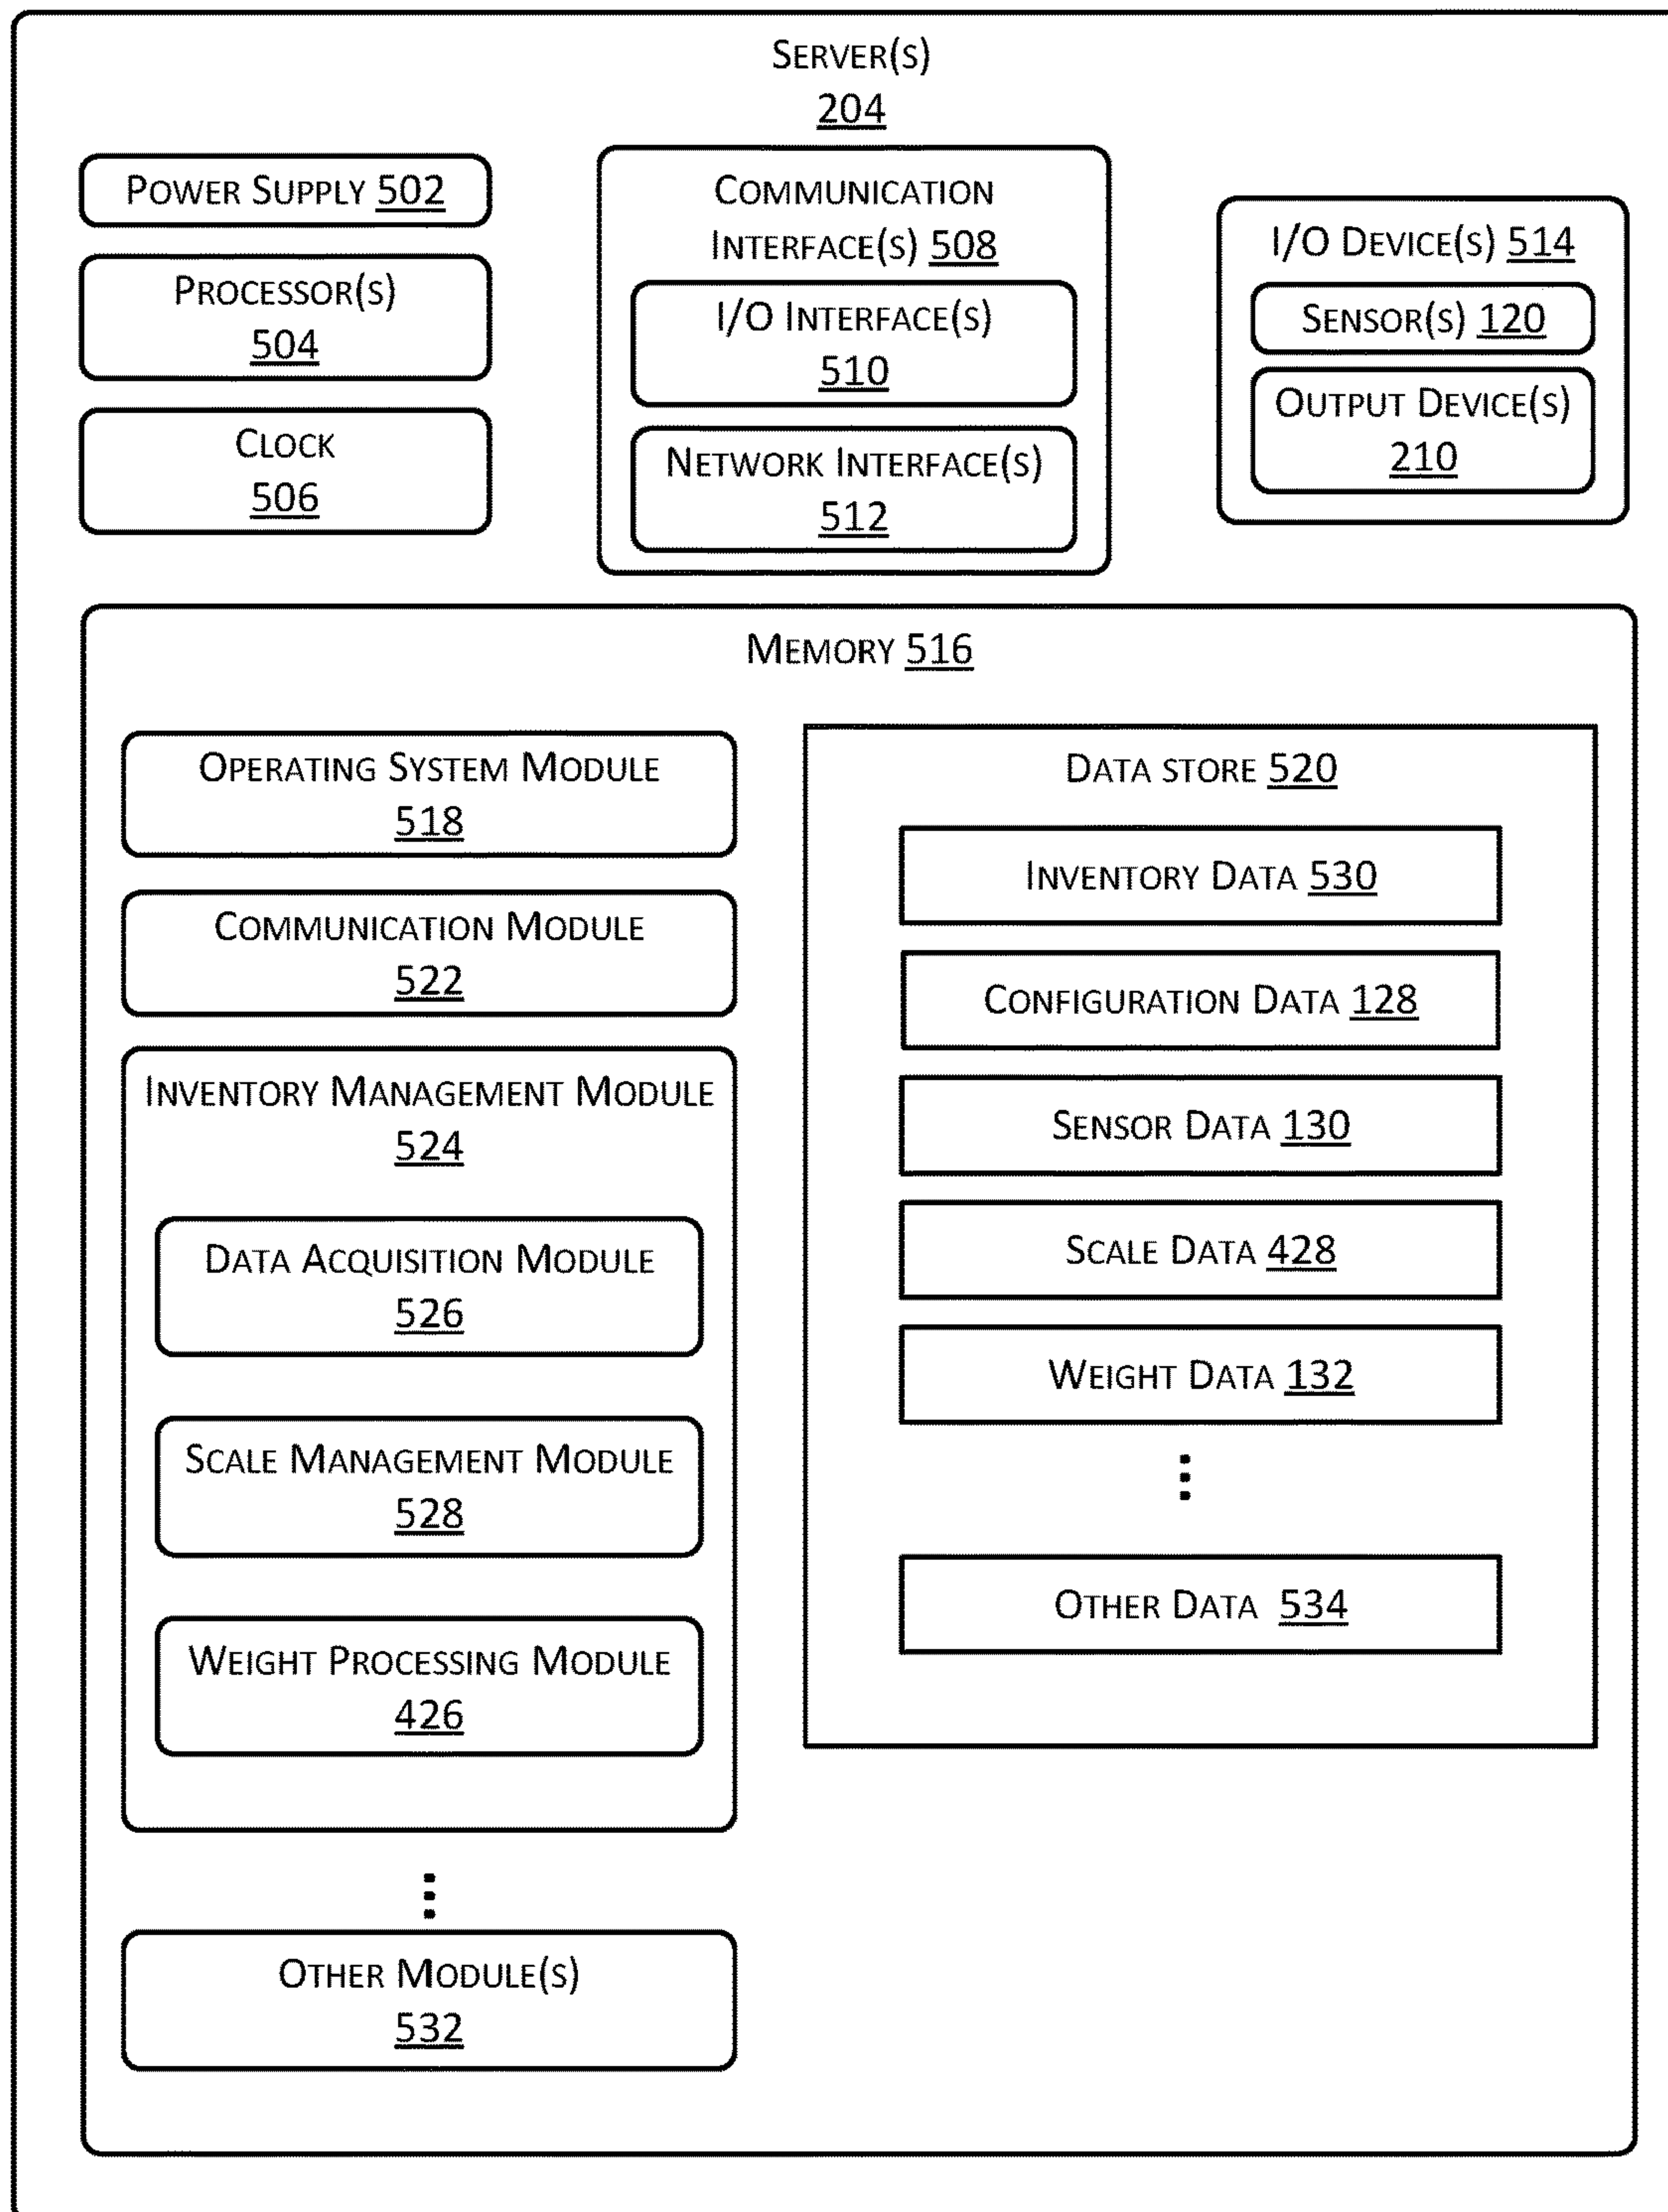 SERVER(S)
204
POWER SUPPLY 502
PROCESSOR(S)
504
CLOCK
506
COMMUNICATION
INTERFACE(S) 508
I/O INTERFACE(S)
510
NETWORK INTERFACE(S)
512
I/O DEVICE(S) 514
SENSOR(S) 120
OUTPUT DEVICE(S)
210
MEMORY 516
OPERATING SYSTEM MODULE
518
COMMUNICATION MODULE
522
INVENTORY MANAGEMENT MODULE
524
DATA ACQUISITION MODULE
526
SCALE MANAGEMENT MODULE
528
WEIGHT PROCESSING MODULE
426
OTHER MODULE(S)
532
DATA STORE 520
INVENTORY DATA 530
CONFIGURATION DATA 128
SENSOR DATA 130
SCALE DATA 428
WEIGHT DATA 132
OTHER DATA 534